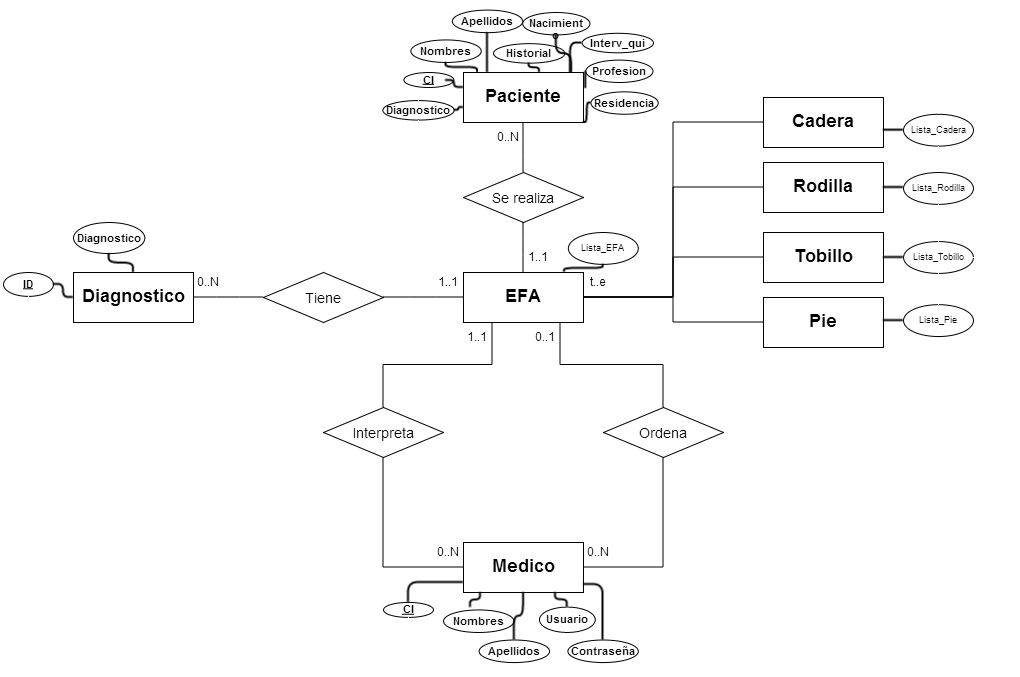 Apellidos
Nacimient
Nombres
Historial
Interv_qui
CI
Profesion
Diagnostico
Residencia
Paciente
0..N
Se realiza
1..1
Lista_EFA
Cadera
Lista_Cadera
Rodilla
Lista_Rodilla
Tobillo
Lista_Tobillo
Pie
Lista_Pie
Diagnostico
ID
Diagnostico
0..N
Tiene
1..1
EFA
t..e
1..1
0..1
Interpreta
Ordena
0..N
Medico
0..N
CI
Nombres
Usuario
Apellidos
Contraseña